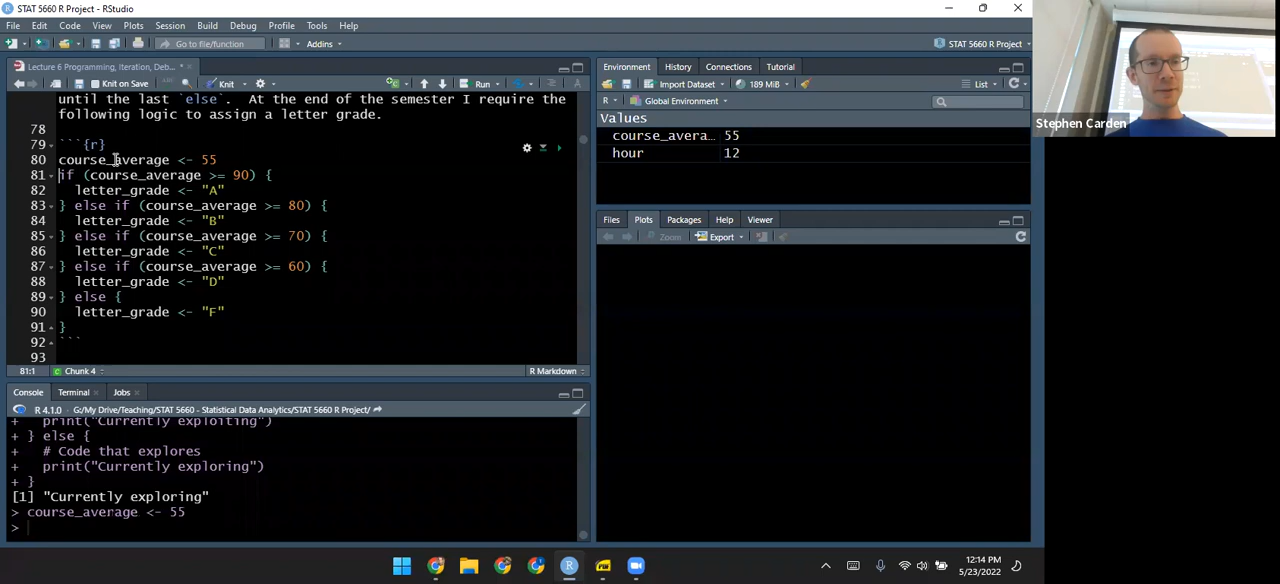 STAT 5660 R Project - RStudio
File Edit Code View Plots Session Build Debug Profile Tools Help
Go to file/function
Addins
STAT 5660 R Project
Lecture 6 Programming, Iteration, Deb... *
Knit on Save
Knit
Run
until the last `else`.  At the end of the semester I require the
following logic to assign a letter grade.
78
79 ```{r}
80 course_average <- 55
81 if (course_average >= 90) {
82   letter_grade <- "A"
83 } else if (course_average >= 80) {
84   letter_grade <- "B"
85 } else if (course_average >= 70) {
86   letter_grade <- "C"
87 } else if (course_average >= 60) {
88   letter_grade <- "D"
89 } else {
90   letter_grade <- "F"
91 }
92 ```
93
81:1 Chunk 4 R Markdown
Console Terminal Jobs
R 4.1.0 · G:/My Drive/Teaching/STAT 5660 - Statistical Data Analytics/STAT 5660 R Project/
+   print("Currently exploiting")
+ } else {
+   # Code that explores
+   print("Currently exploring")
+ }
[1] "Currently exploring"
> course_average <- 55
>
Environment History Connections Tutorial
Import Dataset 189 MiB List
R Global Environment
Values
course_avera… 55
hour 12
Files Plots Packages Help Viewer
Zoom Export
Stephen Carden
12:14 PM
5/23/2022